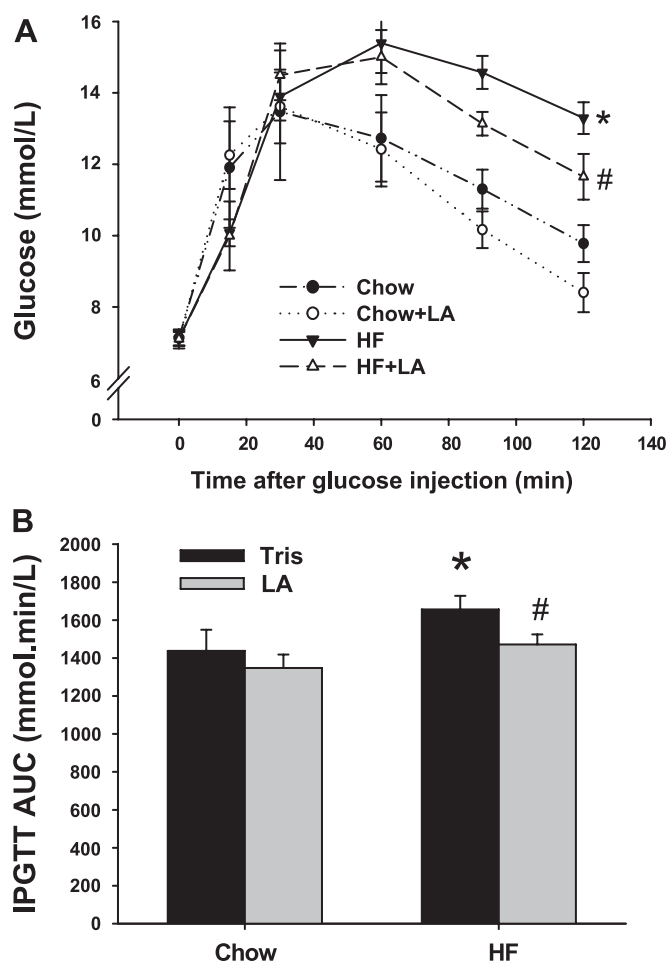 A
Glucose (mmol/L)
16
14
12
10
8
6
0
*
#
Chow
Chow+LA
HF
HF+LA
0 20 40 60 80 100 120 140
Time after glucose injection (min)
B
IPGTT AUC (mmol.min/L)
2000
1800
1600
1400
1200
1000
800
600
400
200
0
Tris
LA
*
#
Chow HF